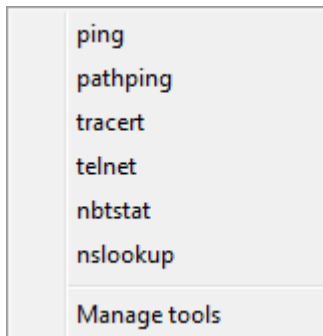 ping
pathping
tracert
telnet
nbtstat
nslookup
Manage tools